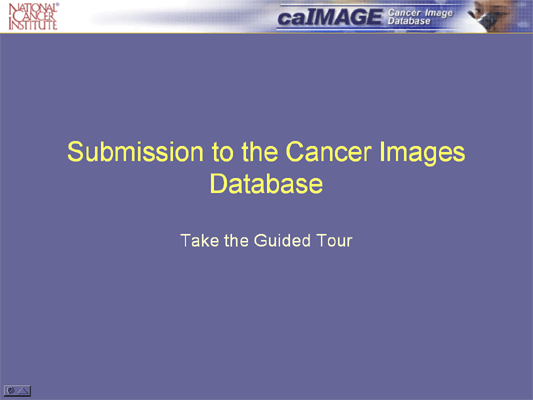 NATIONAL®
CANCER
INSTITUTE
caIMAGE Cancer Image
Database
Submission to the Cancer Images
Database
Take the Guided Tour